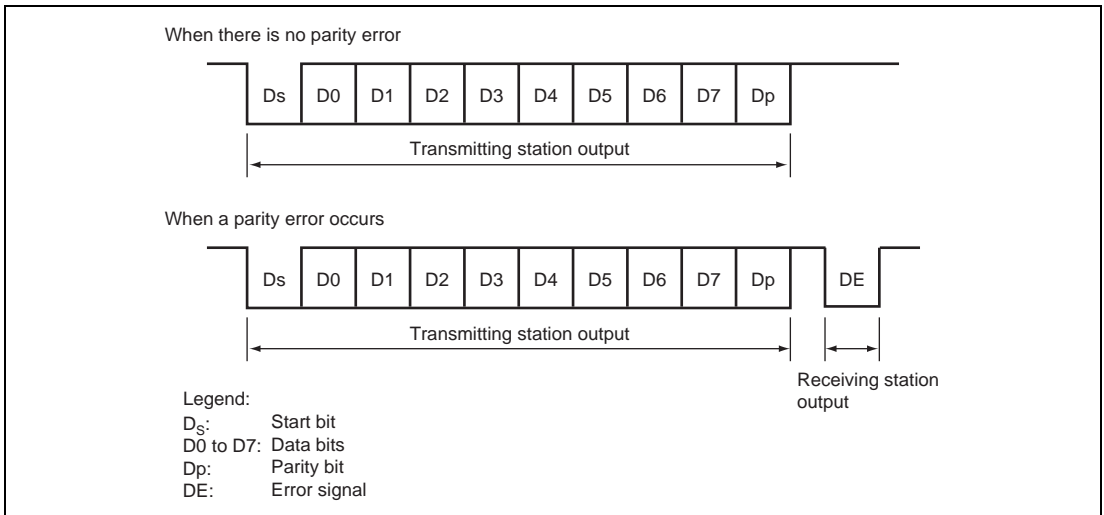 When there is no parity error
Ds D0 D1 D2 D3 D4 D5 D6 D7 Dp
Transmitting station output
When a parity error occurs
Ds D0 D1 D2 D3 D4 D5 D6 D7 Dp DE
Transmitting station output
Receiving station
output
Legend:
DS: Start bit
D0 to D7: Data bits
Dp: Parity bit
DE: Error signal